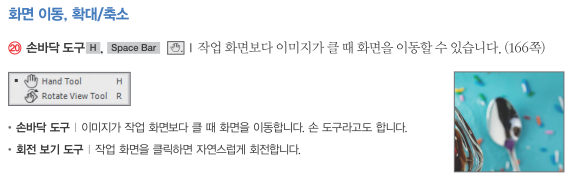 화면 이동, 확대/축소
⑳ 손바닥 도구 H , Space Bar | 작업 화면보다 이미지가 클 때 화면을 이동할 수 있습니다. (166쪽)
Hand Tool H
Rotate View Tool R
• 손바닥 도구 | 이미지가 작업 화면보다 클 때 화면을 이동합니다. 손 도구라고도 합니다.
• 회전 보기 도구 | 작업 화면을 클릭하면 자연스럽게 회전합니다.